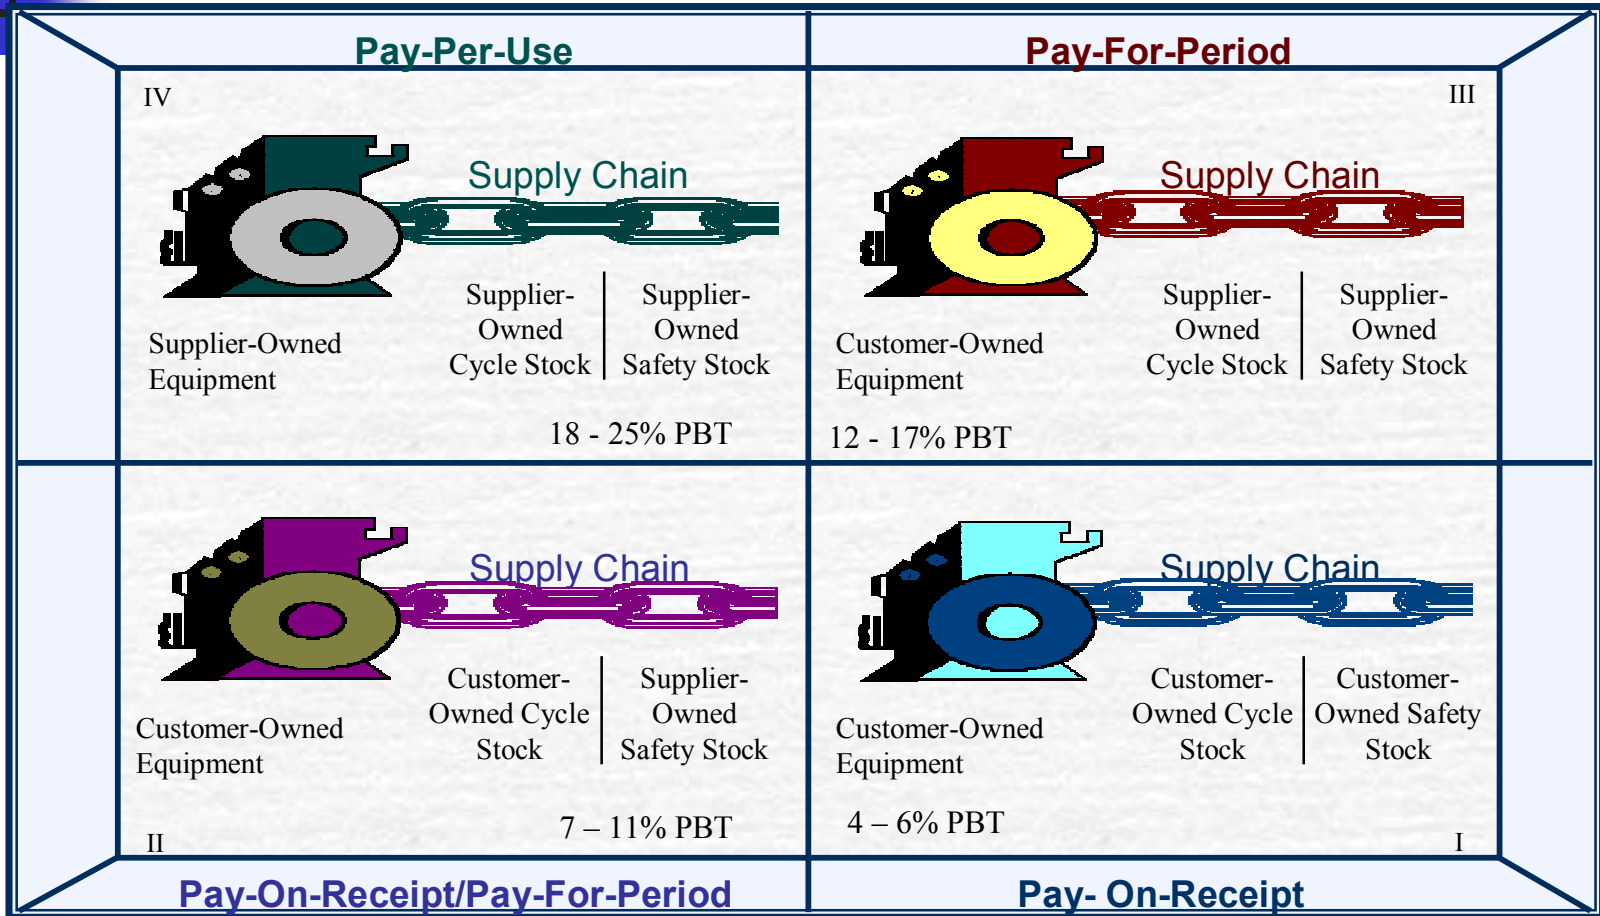 Pay-Per-Use
Pay-For-Period
IV
Supply Chain
Supplier-Owned
Equipment
Supplier-
Owned
Cycle Stock
Supplier-
Owned
Safety Stock
18 - 25% PBT
III
Supply Chain
Customer-Owned
Equipment
Supplier-
Owned
Cycle Stock
Supplier-
Owned
Safety Stock
12 - 17% PBT
Supply Chain
Customer-Owned
Equipment
Customer-
Owned Cycle
Stock
Supplier-
Owned
Safety Stock
7 – 11% PBT
II
Supply Chain
Customer-Owned
Equipment
Customer-
Owned Cycle
Stock
Customer-
Owned Safety
Stock
4 – 6% PBT
I
Pay-On-Receipt/Pay-For-Period
Pay- On-Receipt